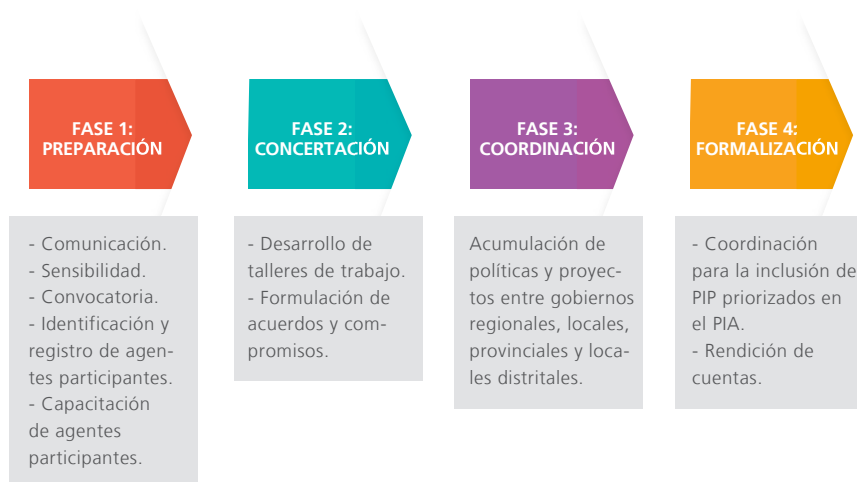 FASE 1:
PREPARACIÓN
- Comunicación.
- Sensibilidad.
- Convocatoria.
- Identificación y
registro de agen-
tes participantes.
- Capacitación
de agentes
participantes.
FASE 2:
CONCERTACIÓN
- Desarrollo de
talleres de trabajo.
- Formulación de
acuerdos y com-
promisos.
FASE 3:
COORDINACIÓN
Acumulación de
políticas y proyec-
tos entre gobiernos
regionales, locales,
provinciales y loca-
les distritales.
FASE 4:
FORMALIZACIÓN
- Coordinación
para la inclusión de
PIP priorizados en
el PIA.
- Rendición de
cuentas.